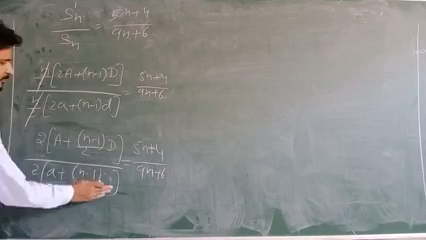 S'n / Sn = 5n+4 / 9n+6
n/2 [2A+(n-1)D] / n/2 [2a+(n-1)d] = 5n+4 / 9n+6
2[A+(n-1)/2 D] / 2[a+(n-1)
= 5n+4 / 9n+6